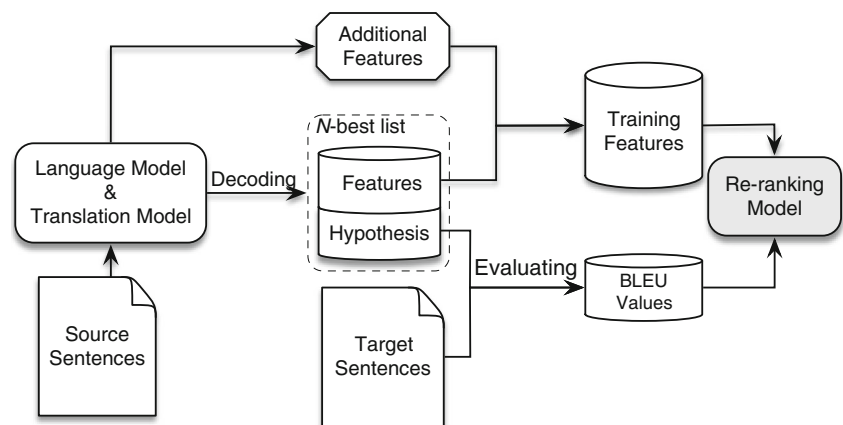 Additional
Features
N-best list
Training
Features
Language Model
&
Translation Model
Decoding
Features
Re-ranking
Model
Hypothesis
Evaluating
BLEU
Values
Source
Sentences
Target
Sentences